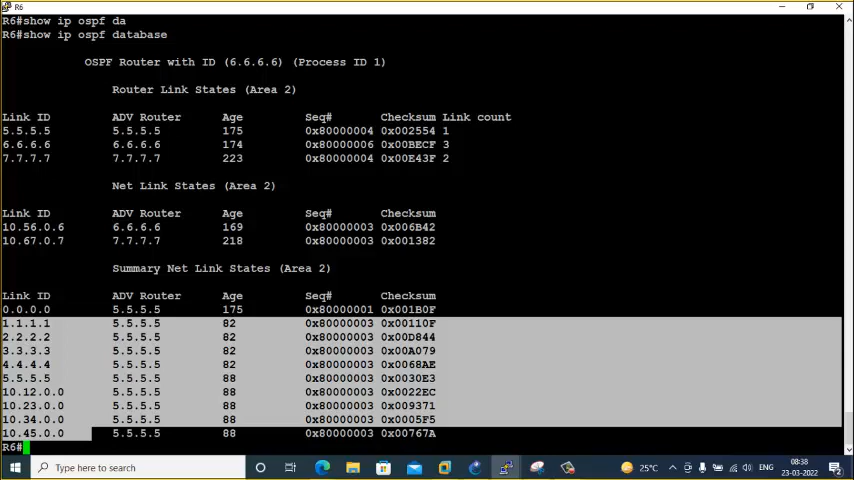 R6
R6#show ip ospf da
R6#show ip ospf database
OSPF Router with ID (6.6.6.6) (Process ID 1)
Router Link States (Area 2)
Link ID ADV Router Age Seq# Checksum Link count
5.5.5.5 5.5.5.5 175 0x80000004 0x002554 1
6.6.6.6 6.6.6.6 174 0x80000006 0x00BECF 3
7.7.7.7 7.7.7.7 223 0x80000004 0x00E43F 2
Net Link States (Area 2)
Link ID ADV Router Age Seq# Checksum
10.56.0.6 6.6.6.6 169 0x80000003 0x006B42
10.67.0.7 7.7.7.7 218 0x80000003 0x001382
Summary Net Link States (Area 2)
Link ID ADV Router Age Seq# Checksum
0.0.0.0 5.5.5.5 175 0x80000001 0x001B0F
1.1.1.1 5.5.5.5 82 0x80000003 0x00110F
2.2.2.2 5.5.5.5 82 0x80000003 0x00D844
3.3.3.3 5.5.5.5 82 0x80000003 0x00A079
4.4.4.4 5.5.5.5 82 0x80000003 0x0068AE
5.5.5.5 5.5.5.5 88 0x80000003 0x0030E3
10.12.0.0 5.5.5.5 88 0x80000003 0x0022EC
10.23.0.0 5.5.5.5 88 0x80000003 0x009371
10.34.0.0 5.5.5.5 88 0x80000003 0x0005F5
10.45.0.0 5.5.5.5 88 0x80000003 0x00767A
R6#
Type here to search
25°C
ENG
08:38
23-03-2022
2